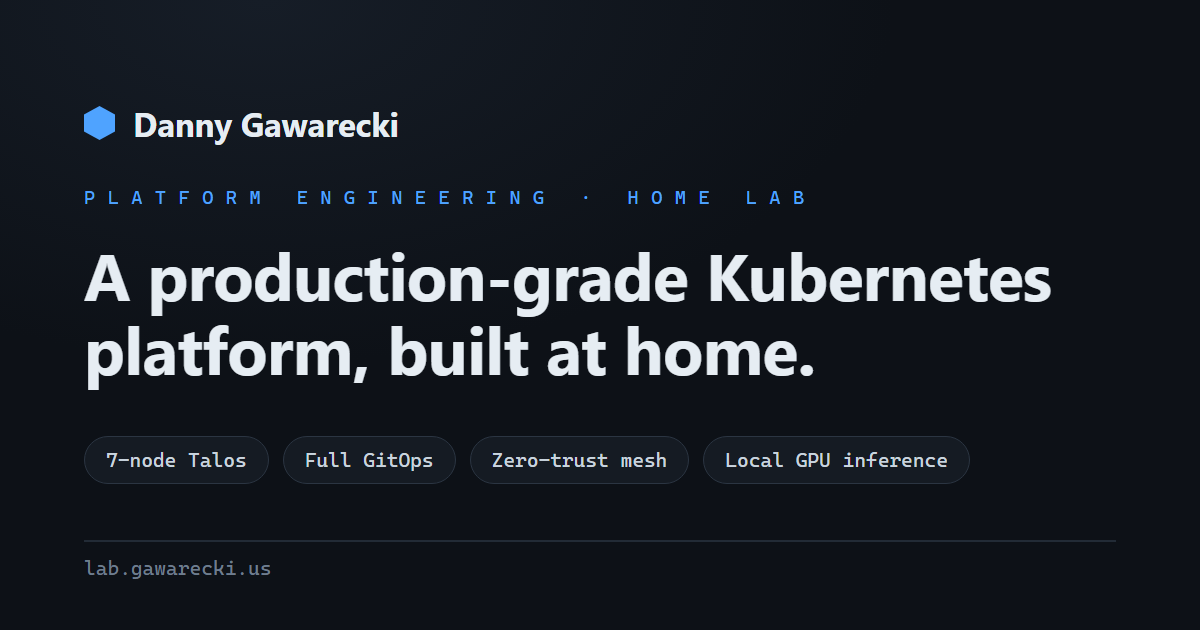 Danny Gawarecki
PLATFORM ENGINEERING · HOME LAB
A production-grade Kubernetes
platform, built at home.
7-node Talos
Full GitOps
Zero-trust mesh
Local GPU inference
lab.gawarecki.us